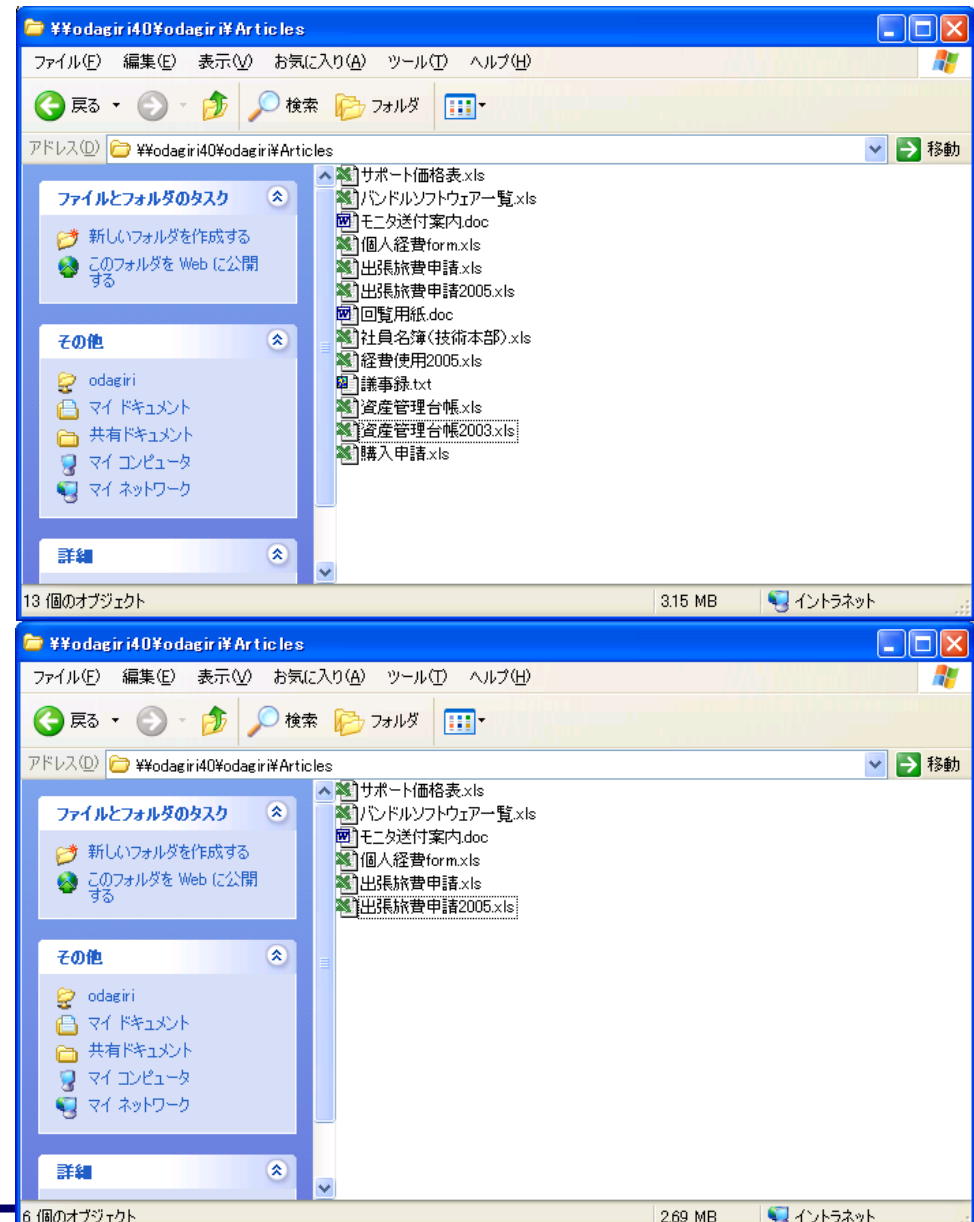 ¥¥odagiri40¥odagiri¥Articles
ファイル(F) 編集(E) 表示(V) お気に入り(A) ツール(T) ヘルプ(H)
戻る 検索 フォルダ
アドレス(D) ¥¥odagiri40¥odagiri¥Articles 移動
ファイルとフォルダのタスク
新しいフォルダを作成する
このフォルダを Web に公開
する
その他
odagiri
マイ ドキュメント
共有ドキュメント
マイ コンピュータ
マイ ネットワーク
詳細
サポート価格表.xls
バンドルソフトウェアー覧.xls
モニタ送付案内.doc
個人経費form.xls
出張旅費申請.xls
出張旅費申請2005.xls
回覧用紙.doc
社員名簿(技術本部).xls
経費使用2005.xls
議事録.txt
資産管理台帳.xls
資産管理台帳2003.xls
購入申請.xls
13 個のオブジェクト 3.15 MB イントラネット
¥¥odagiri40¥odagiri¥Articles
ファイル(F) 編集(E) 表示(V) お気に入り(A) ツール(T) ヘルプ(H)
戻る 検索 フォルダ
アドレス(D) ¥¥odagiri40¥odagiri¥Articles 移動
ファイルとフォルダのタスク
新しいフォルダを作成する
このフォルダを Web に公開
する
その他
odagiri
マイ ドキュメント
共有ドキュメント
マイ コンピュータ
マイ ネットワーク
詳細
サポート価格表.xls
バンドルソフトウェアー覧.xls
モニタ送付案内.doc
個人経費form.xls
出張旅費申請.xls
出張旅費申請2005.xls
6 個のオブジェクト 2.69 MB イントラネット